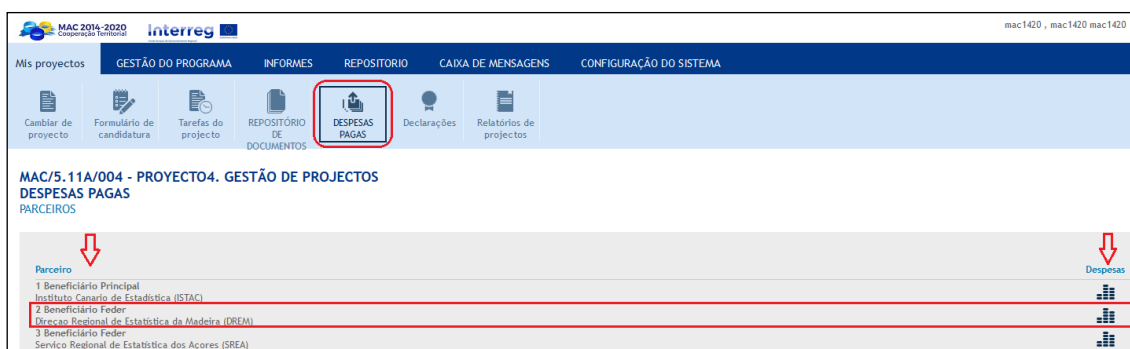 MAC 2014-2020
Cooperação Territorial
Interreg
mac1420 , mac1420 mac1420
Mis proyectos GESTÃO DO PROGRAMA INFORMES REPOSITORIO CAIXA DE MENSAGENS CONFIGURAÇÃO DO SISTEMA
Cambiar de proyecto
Formulário de candidatura
Tarefas do projecto
REPOSITÓRIO DE DOCUMENTOS
DESPESAS PAGAS
Declarações
Relatórios de projectos
MAC/5.11A/004 - PROYECTO4. GESTÃO DE PROJECTOS
DESPESAS PAGAS
PARCEIROS
Parceiro Despesas
1 Beneficiário Principal
Instituto Canario de Estadística (ISTAC)
2 Beneficiário Feder
Direçao Regional de Estatística da Madeira (DREM)
3 Beneficiário Feder
Serviço Regional de Estatística dos Açores (SREA)